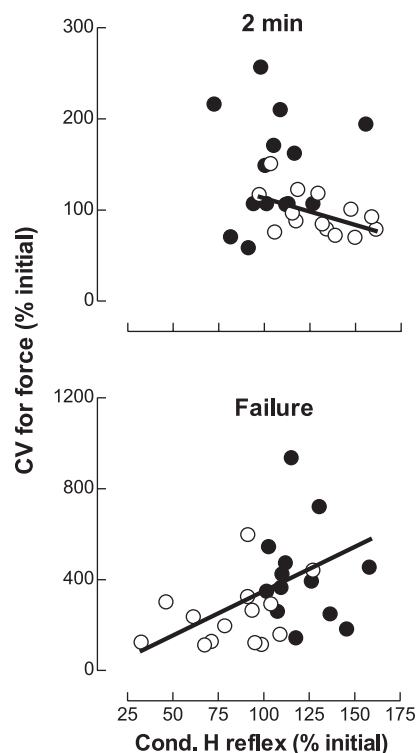 2 min
300
200
100
0
CV for force (% initial)
1200
Failure
800
400
0
25 50 75 100 125 150 175
Cond. H reflex (% initial)